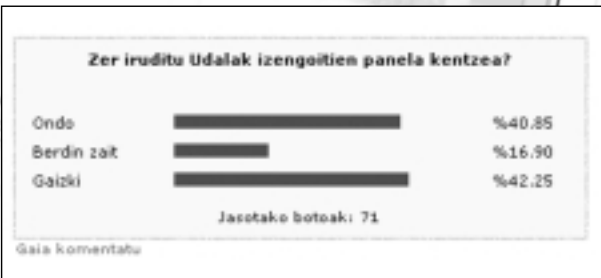 Zer iruditu Udalak izengoitien panela kentzea?
Ondo %40.85
Berdin zait %16.90
Gaizki %42.25
Jasotako botoak: 71
Gaia komentatu